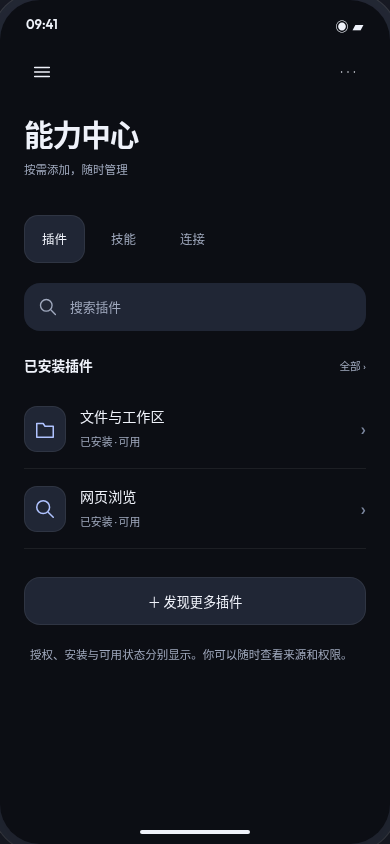 09:41
···
能力中心
按需添加，随时管理
插件
技能
连接
搜索插件
已安装插件
全部 ›
文件与工作区
已安装 · 可用
›
网页浏览
已安装 · 可用
›
＋ 发现更多插件
授权、安装与可用状态分别显示。你可以随时查看来源和权限。